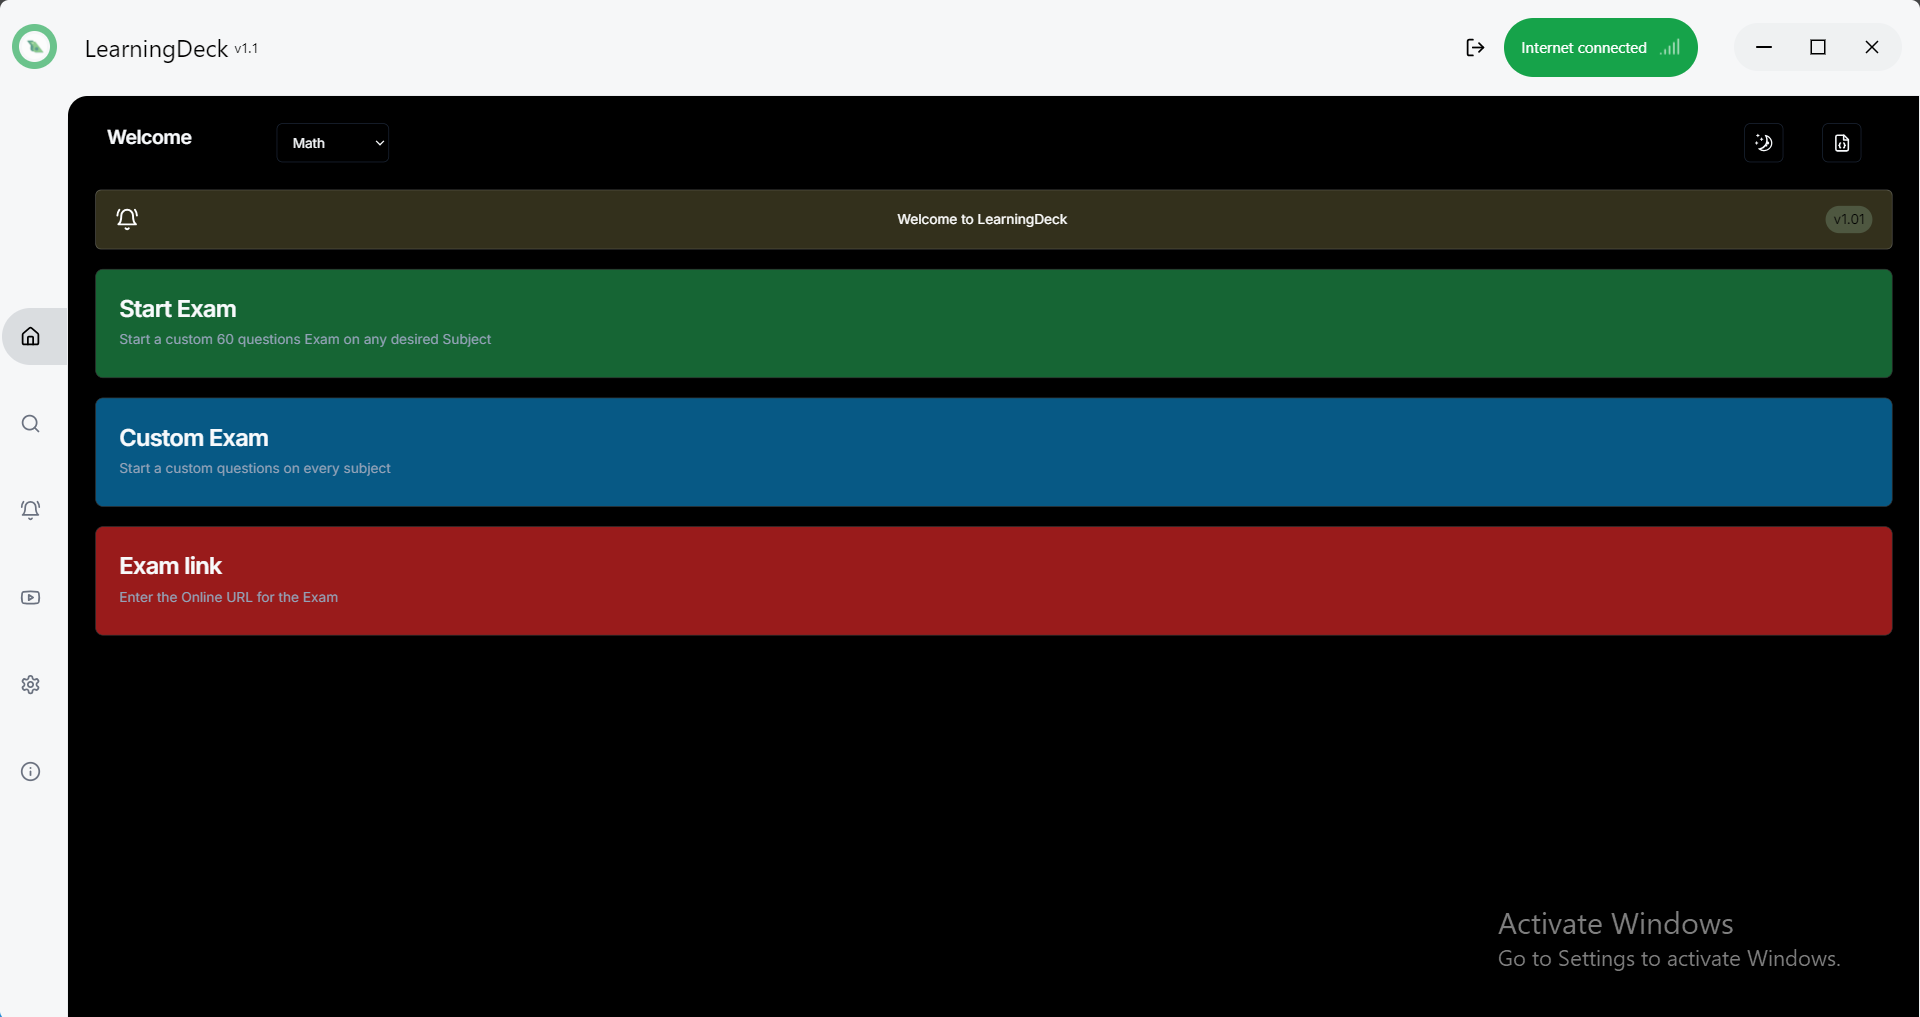 LearningDeck v1.1
Internet connected
Welcome
Math
Welcome to LearningDeck
v1.01
Start Exam
Start a custom 60 questions Exam on any desired Subject
Custom Exam
Start a custom questions on every subject
Exam link
Enter the Online URL for the Exam
Activate Windows
Go to Settings to activate Windows.